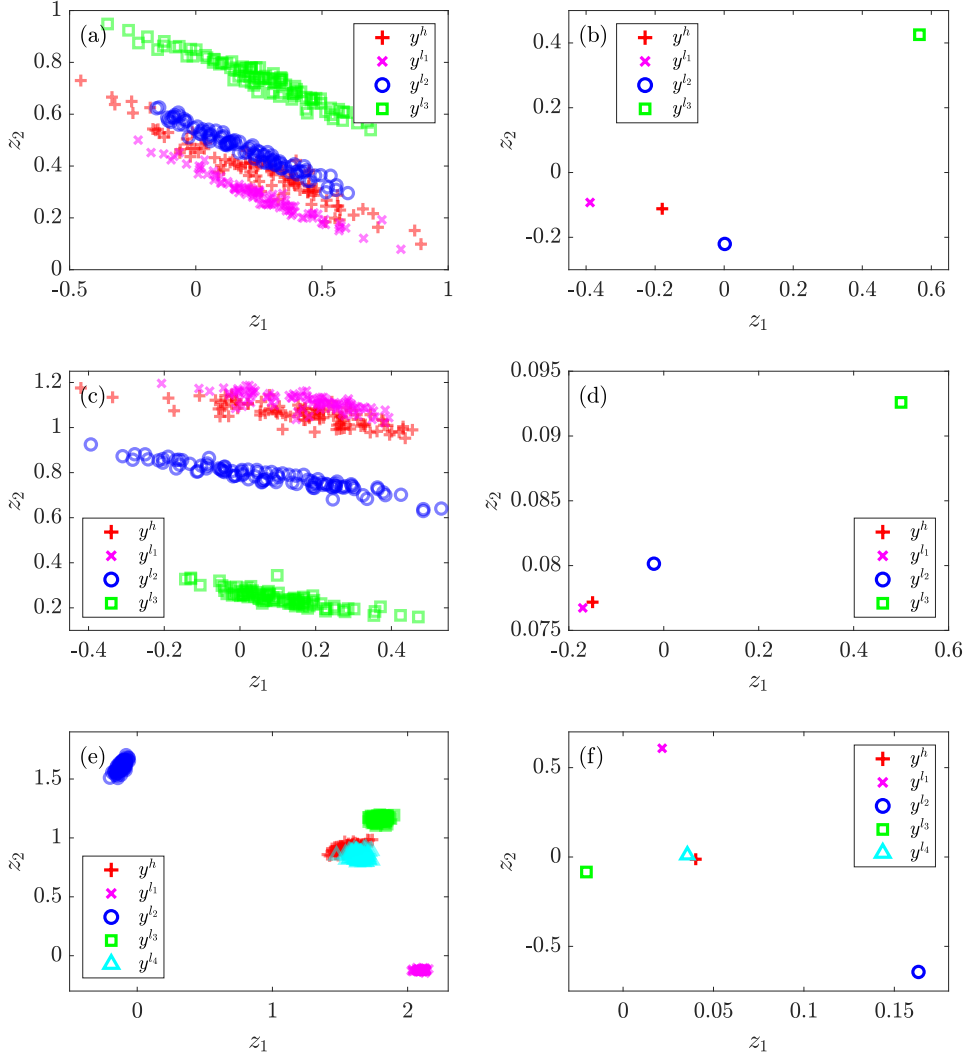 (a)
y^h
y^{l_1}
y^{l_2}
y^{l_3}
1
0.8
0.6
0.4
0.2
0
z_2
-0.5 0 0.5 1
z_1
(b)
y^h
y^{l_1}
y^{l_2}
y^{l_3}
0.4
0.2
0
-0.2
z_2
-0.4 -0.2 0 0.2 0.4 0.6
z_1
(c)
y^h
y^{l_1}
y^{l_2}
y^{l_3}
1.2
1
0.8
0.6
0.4
0.2
z_2
-0.4 -0.2 0 0.2 0.4
z_1
(d)
y^h
y^{l_1}
y^{l_2}
y^{l_3}
0.095
0.09
0.085
0.08
0.075
z_2
-0.2 0 0.2 0.4 0.6
z_1
(e)
y^h
y^{l_1}
y^{l_2}
y^{l_3}
y^{l_4}
1.5
1
0.5
0
z_2
0 1 2
z_1
(f)
y^h
y^{l_1}
y^{l_2}
y^{l_3}
y^{l_4}
0.5
0
-0.5
z_2
0 0.05 0.1 0.15
z_1